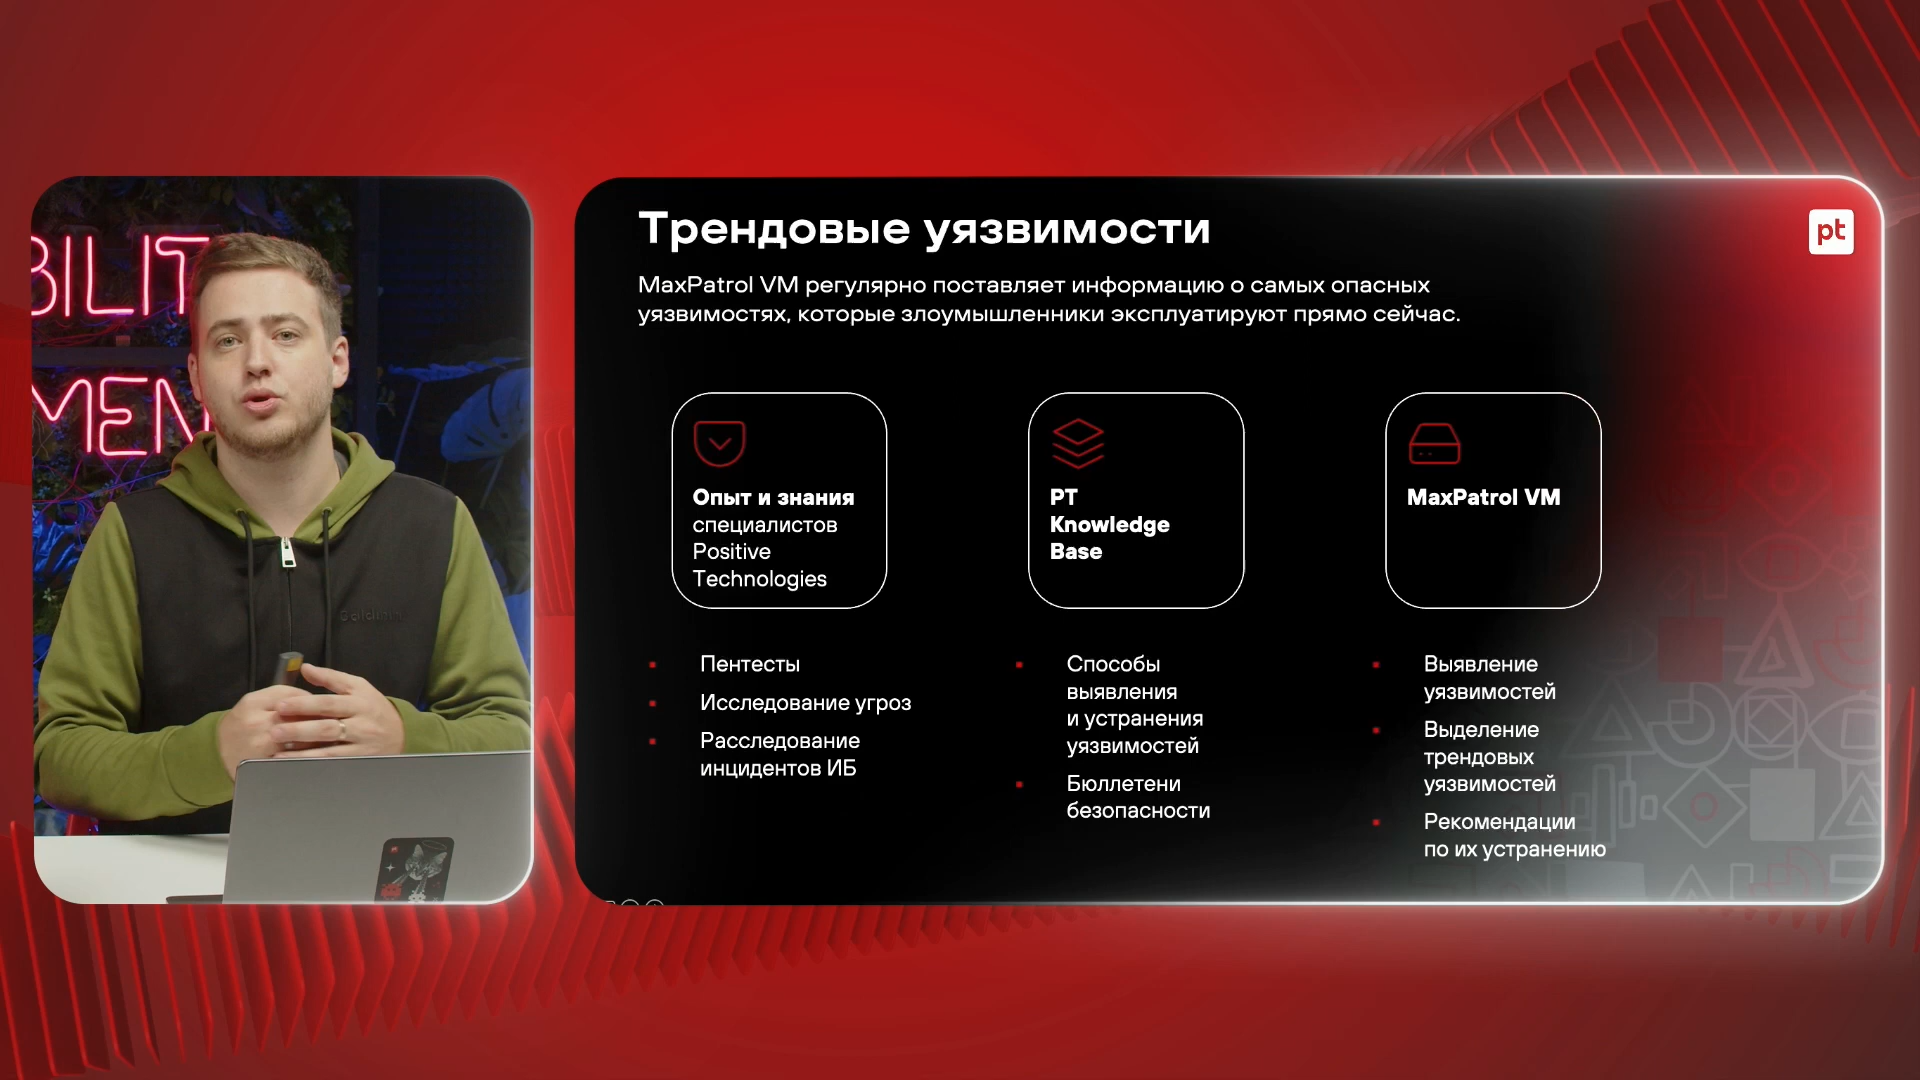 BILIT
MEN
Трендовые уязвимости
pt
MaxPatrol VM регулярно поставляет информацию о самых опасных
уязвимостях, которые злоумышленники эксплуатируют прямо сейчас.
Опыт и знания
специалистов
Positive
Technologies
Пентесты
Исследование угроз
Расследование
инцидентов ИБ
PT
Knowledge
Base
Способы
выявления
и устранения
уязвимостей
Бюллетени
безопасности
MaxPatrol VM
Выявление
уязвимостей
Выделение
трендовых
уязвимостей
Рекомендации
по их устранению